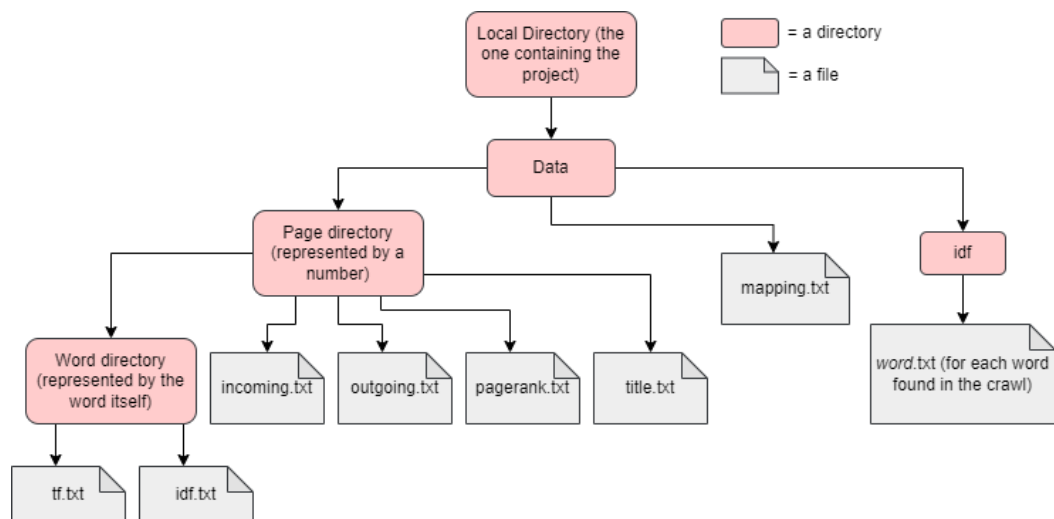 Local Directory (the
one containing the
project)
= a directory
= a file
Data
Page directory
(represented by a
number)
idf
mapping.txt
Word directory
(represented by the
word itself)
incoming.txt
outgoing.txt
pagerank.txt
title.txt
word.txt (for each word
found in the crawl)
tf.txt
idf.txt